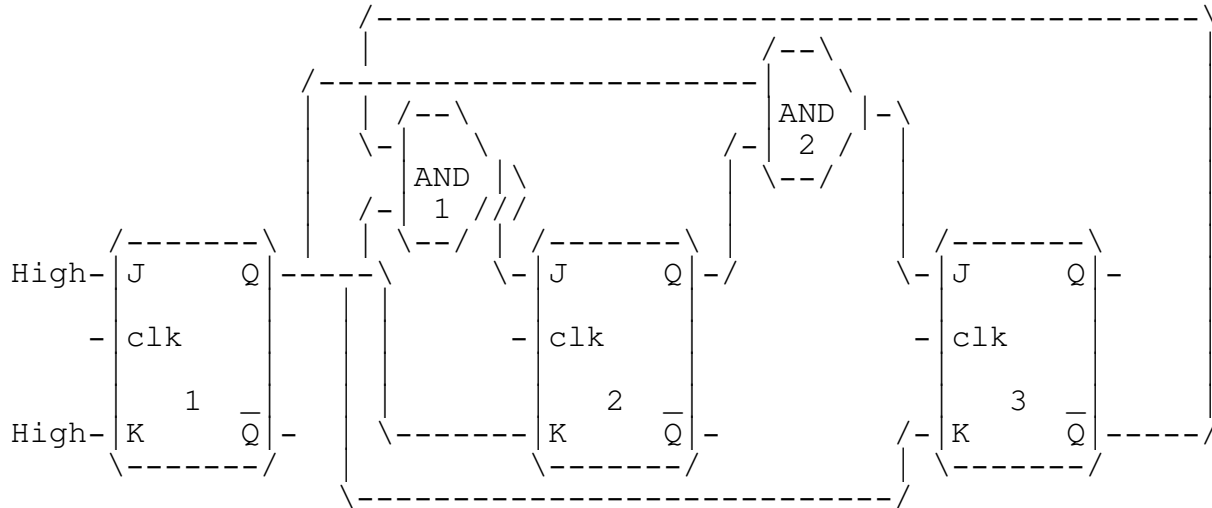 AND
2
AND
1
High J Q J Q J Q
clk clk clk
1 2 3
High K Q K Q K Q